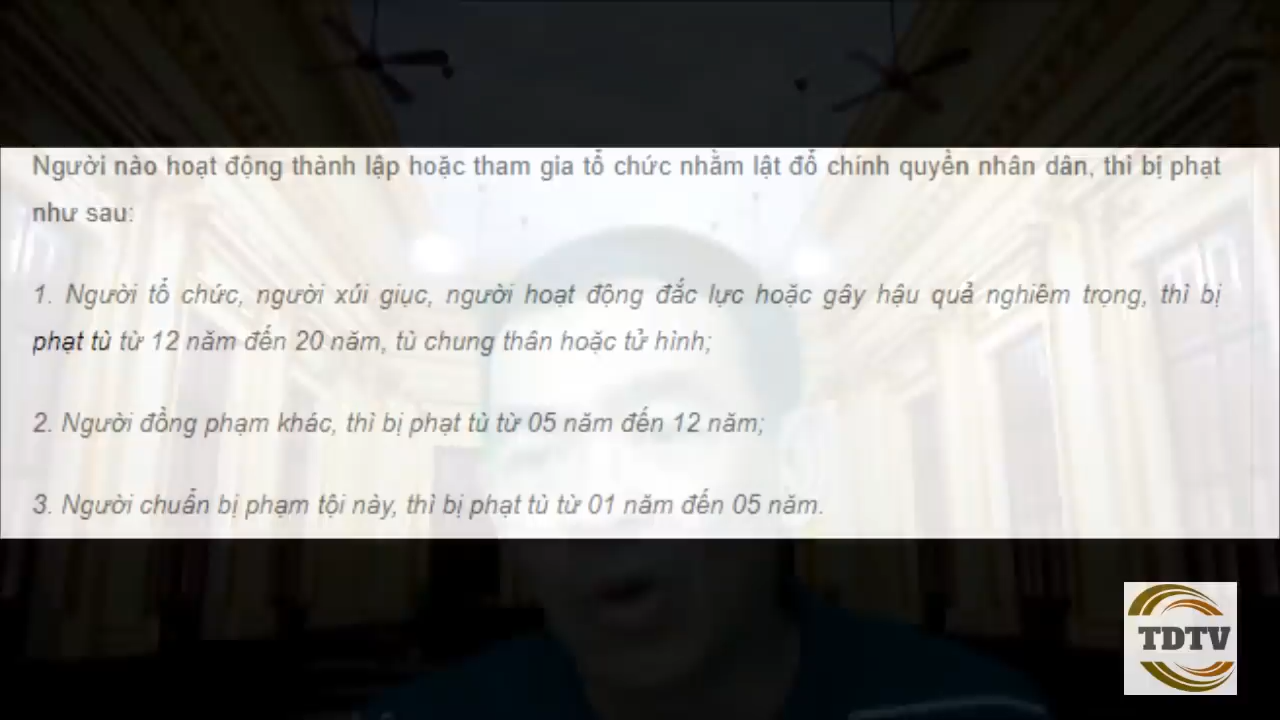 Người nào hoạt động thành lập hoặc tham gia tổ chức nhằm lật đổ chính quyền nhân dân, thì bị phạt
như sau:
1. Người tổ chức, người xúi giục, người hoạt động đắc lực hoặc gây hậu quả nghiêm trọng, thì bị
phạt tù từ 12 năm đến 20 năm, tù chung thân hoặc tử hình;
2. Người đồng phạm khác, thì bị phạt tù từ 05 năm đến 12 năm;
3. Người chuẩn bị phạm tội này, thì bị phạt tù từ 01 năm đến 05 năm.
TDTV